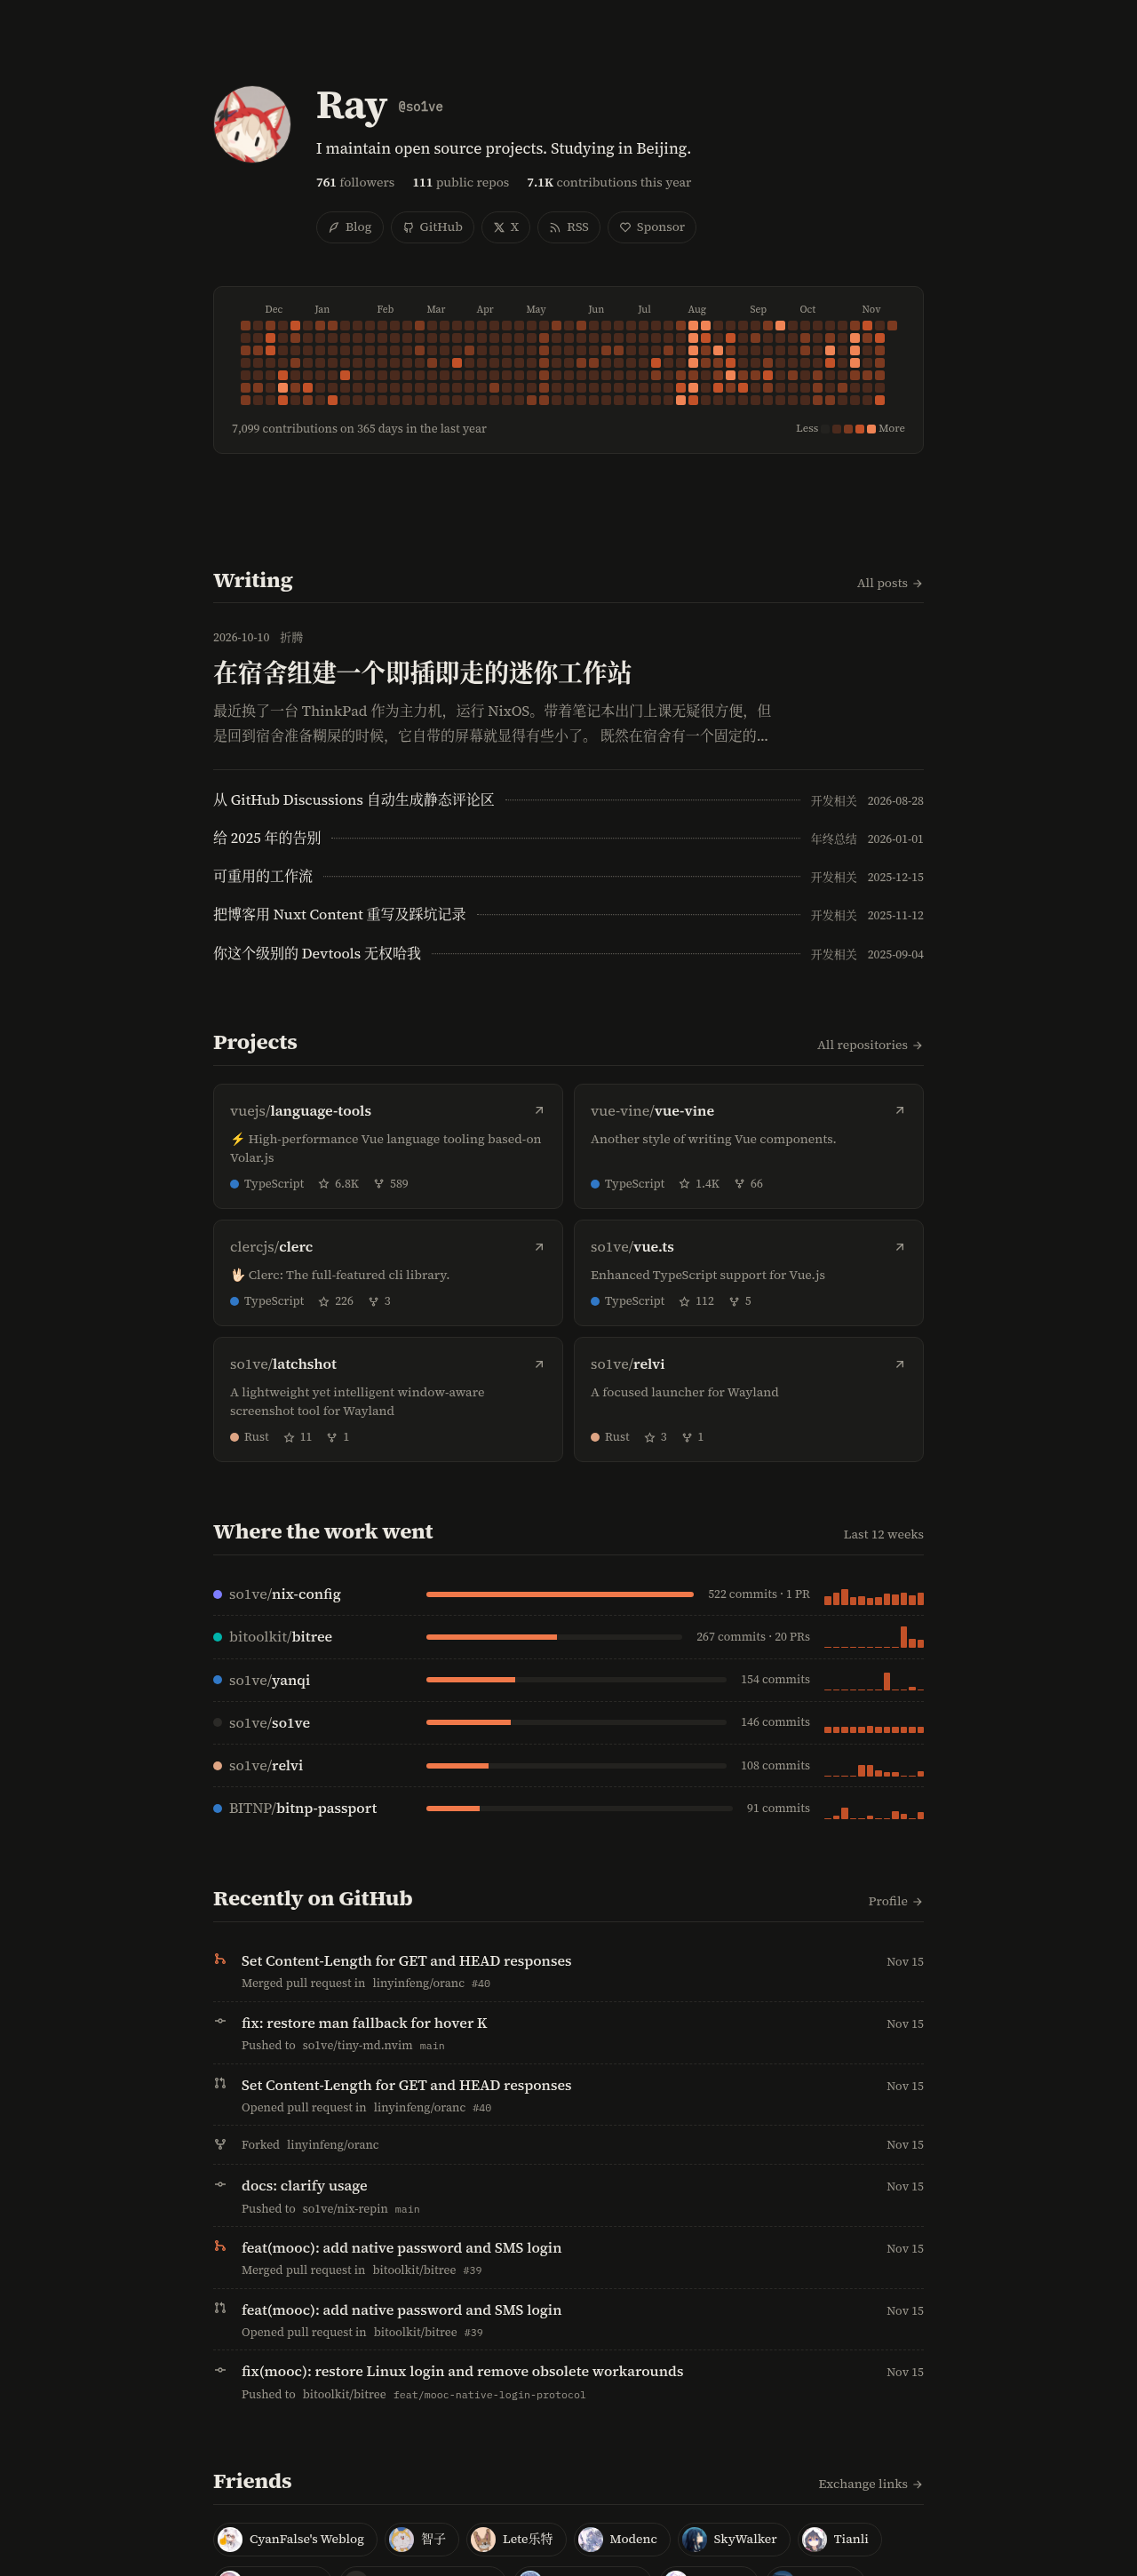 Ray @so1ve
I maintain open source projects. Studying in Beijing.
761 followers 111 public repos 7.1K contributions this year
Blog GitHub X RSS Sponsor
Dec Jan Feb Mar Apr May Jun Jul Aug Sep Oct Nov
7,099 contributions on 365 days in the last year Less More
Writing All posts →
2026-10-10 折腾
在宿舍组建一个即插即走的迷你工作站
最近换了一台 ThinkPad 作为主力机，运行 NixOS。带着笔记本出门上课无疑很方便，但
是回到宿舍准备糊屎的时候，它自带的屏幕就显得有些小了。 既然在宿舍有一个固定的...
从 GitHub Discussions 自动生成静态评论区 开发相关 2026-08-28
给 2025 年的告别 年终总结 2026-01-01
可重用的工作流 开发相关 2025-12-15
把博客用 Nuxt Content 重写及踩坑记录 开发相关 2025-11-12
你这个级别的 Devtools 无权哈我 开发相关 2025-09-04
Projects All repositories →
vuejs/language-tools
⚡ High-performance Vue language tooling based-on
Volar.js
TypeScript 6.8K 589
vue-vine/vue-vine
Another style of writing Vue components.
TypeScript 1.4K 66
clercjs/clerc
🖖🏻 Clerc: The full-featured cli library.
TypeScript 226 3
so1ve/vue.ts
Enhanced TypeScript support for Vue.js
TypeScript 112 5
so1ve/latchshot
A lightweight yet intelligent window-aware
screenshot tool for Wayland
Rust 11 1
so1ve/relvi
A focused launcher for Wayland
Rust 3 1
Where the work went Last 12 weeks
so1ve/nix-config 522 commits · 1 PR
bitoolkit/bitree 267 commits · 20 PRs
so1ve/yanqi 154 commits
so1ve/so1ve 146 commits
so1ve/relvi 108 commits
BITNP/bitnp-passport 91 commits
Recently on GitHub Profile →
Set Content-Length for GET and HEAD responses Nov 15
Merged pull request in linyinfeng/oranc #40
fix: restore man fallback for hover K Nov 15
Pushed to so1ve/tiny-md.nvim main
Set Content-Length for GET and HEAD responses Nov 15
Opened pull request in linyinfeng/oranc #40
Forked linyinfeng/oranc Nov 15
docs: clarify usage Nov 15
Pushed to so1ve/nix-repin main
feat(mooc): add native password and SMS login Nov 15
Merged pull request in bitoolkit/bitree #39
feat(mooc): add native password and SMS login Nov 15
Opened pull request in bitoolkit/bitree #39
fix(mooc): restore Linux login and remove obsolete workarounds Nov 15
Pushed to bitoolkit/bitree feat/mooc-native-login-protocol
Friends Exchange links →
CyanFalse's Weblog 智子 Lete乐特 Modenc SkyWalker Tianli